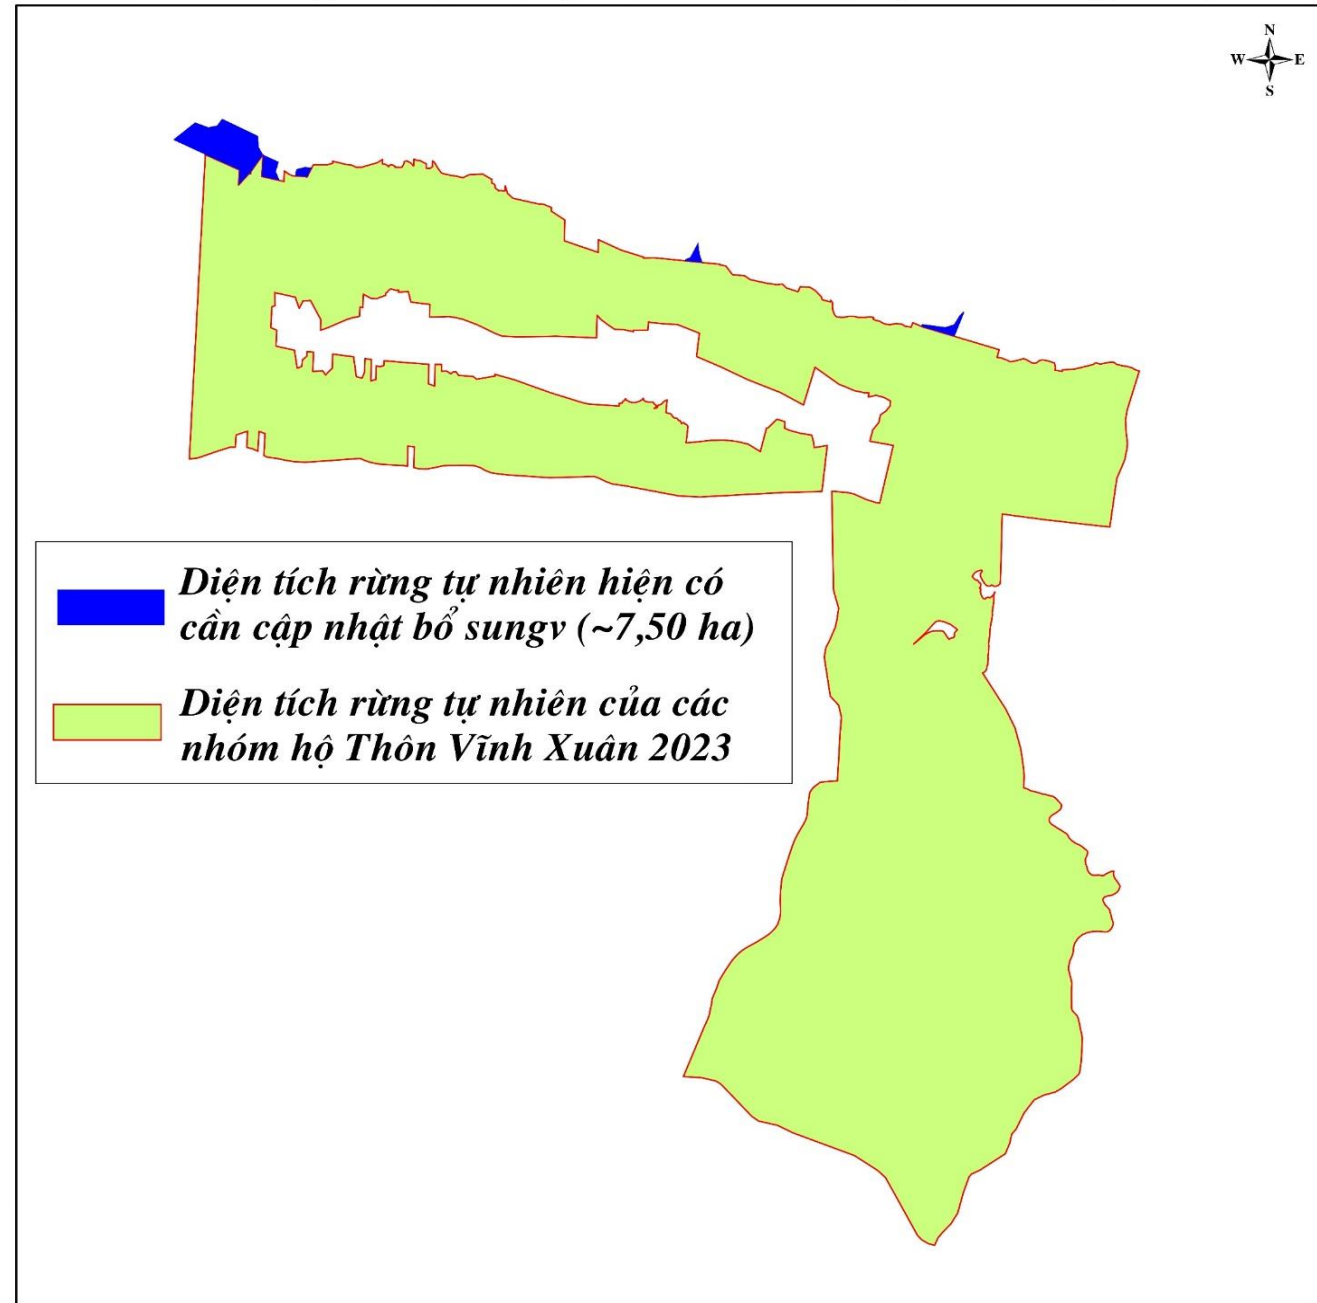 N
W E
S
Diện tích rừng tự nhiên hiện có
cần cập nhật bổ sungv (~7,50 ha)
Diện tích rừng tự nhiên của các
nhóm hộ Thôn Vĩnh Xuân 2023